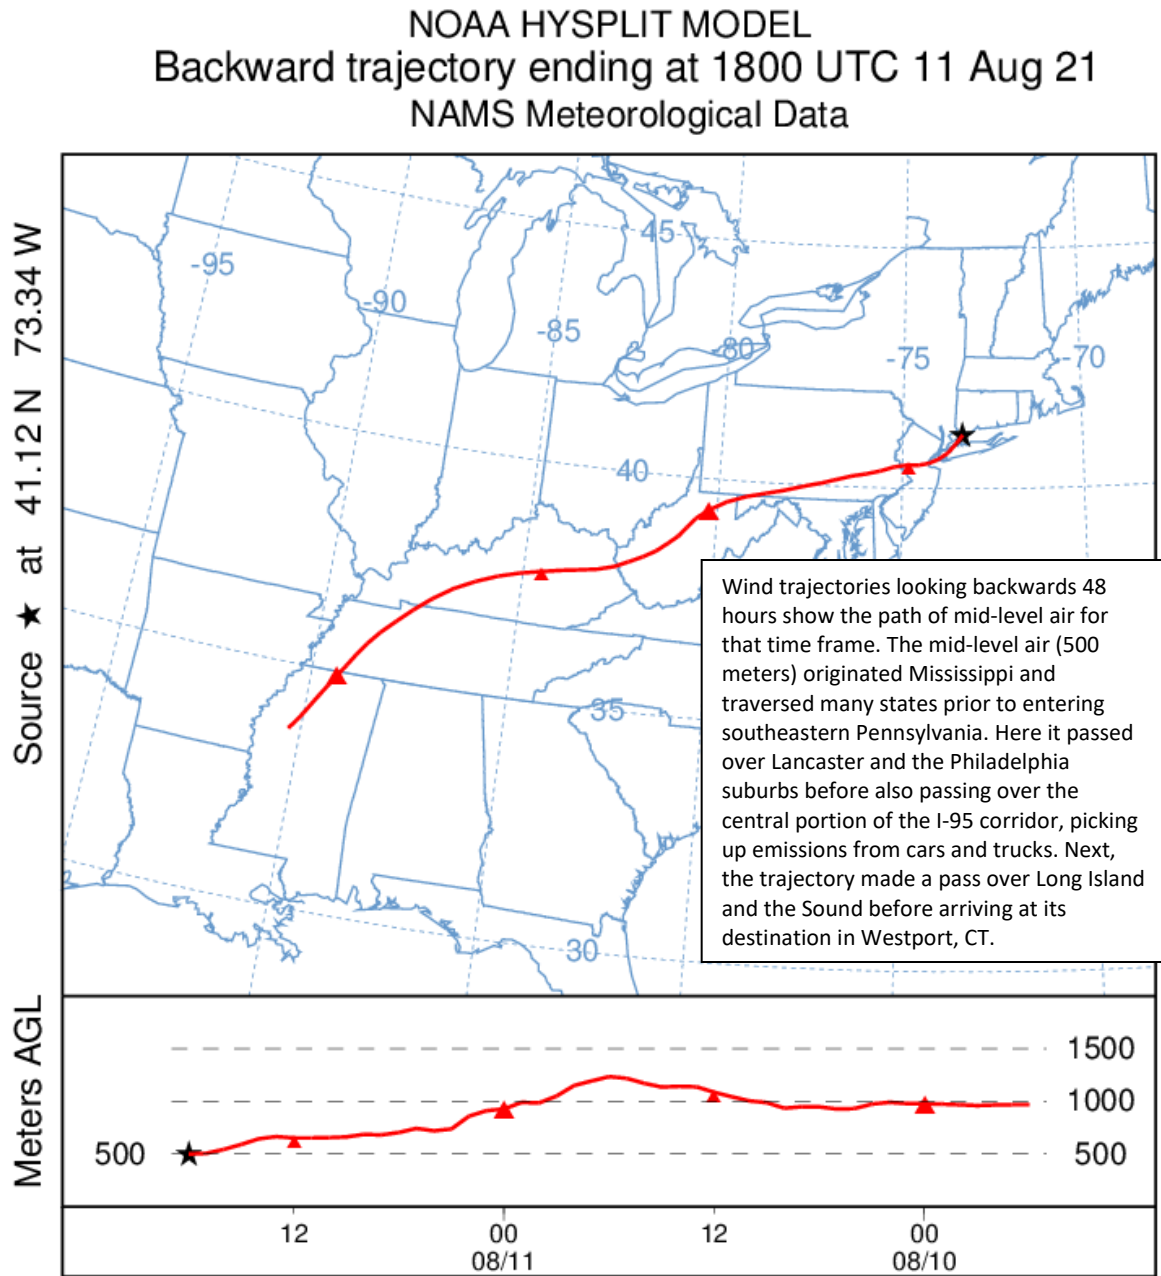 NOAA HYSPLIT MODEL
Backward trajectory ending at 1800 UTC 11 Aug 21
NAMS Meteorological Data
Source ★ at 41.12 N 73.34 W
-95
-90
-85
45
-80
-75
-70
40
35
30
Wind trajectories looking backwards 48
hours show the path of mid-level air for
that time frame. The mid-level air (500
meters) originated Mississippi and
traversed many states prior to entering
southeastern Pennsylvania. Here it passed
over Lancaster and the Philadelphia
suburbs before also passing over the
central portion of the I-95 corridor, picking
up emissions from cars and trucks. Next,
the trajectory made a pass over Long Island
and the Sound before arriving at its
destination in Westport, CT.
Meters AGL
1500
1000
500
500
12
00
12
00
08/11
08/10